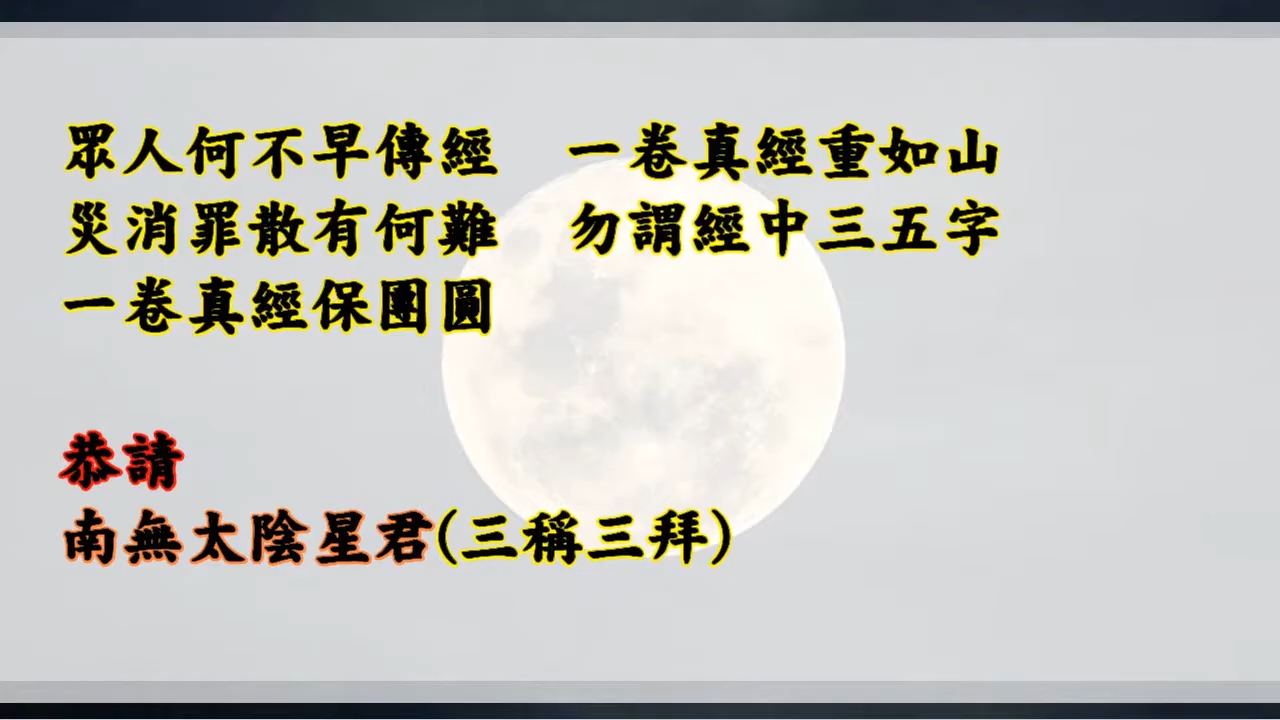 眾人何不早傳經　一卷真經重如山
災消罪散有何難　勿謂經中三五字
一卷真經保團圓
恭請
南無太陰星君(三稱三拜)